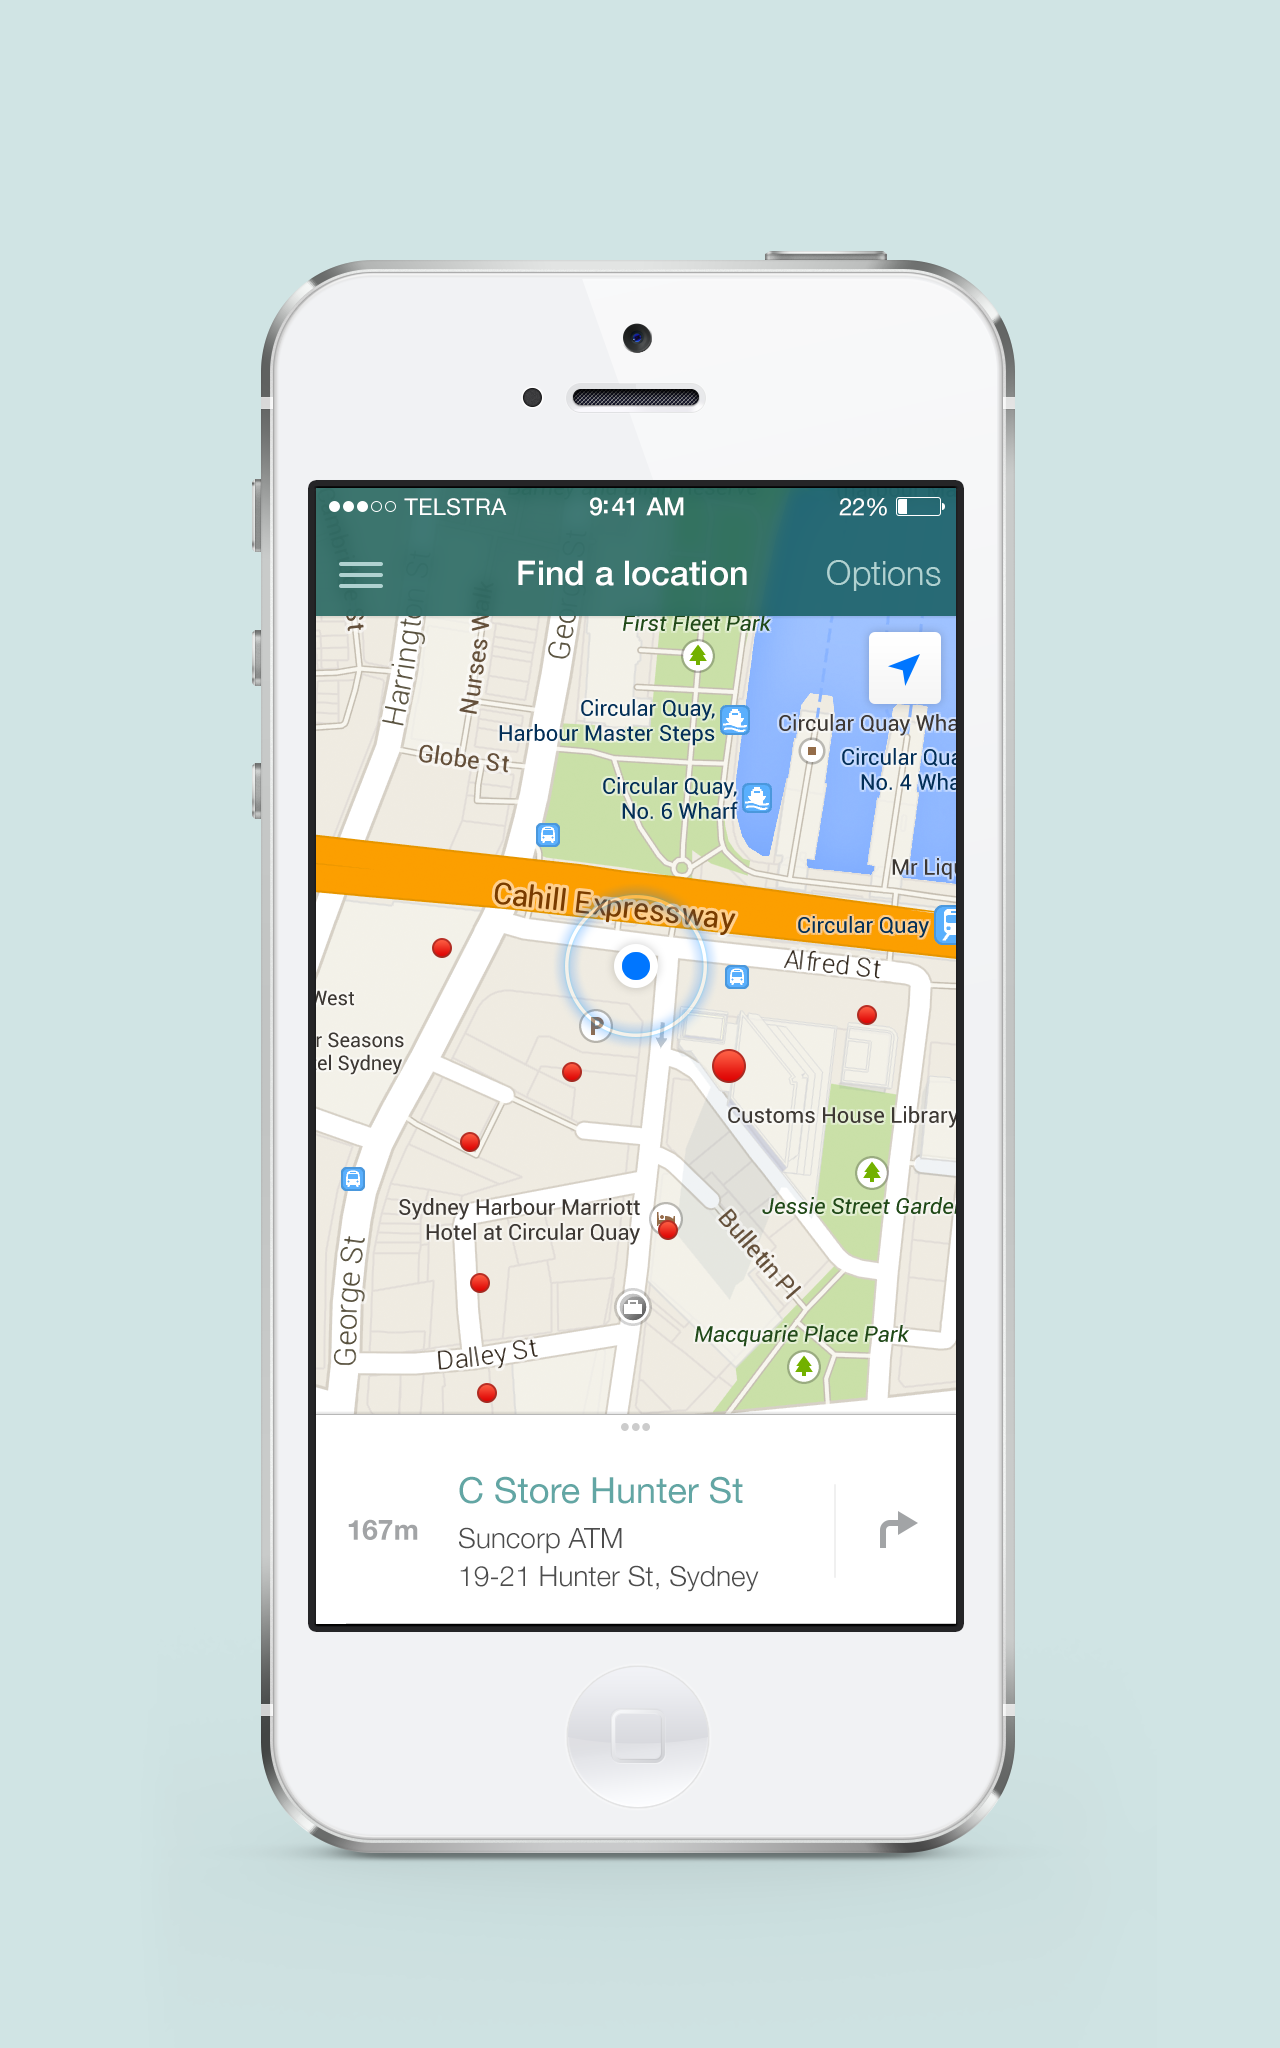 TELSTRA 9:41 AM 22%
Find a location Options
Harrington St
Nurses Walk
First Fleet Park
Circular Quay,
Harbour Master Steps
Circular Quay Wha
Globe St
Circular Qua
No. 4 Wha
Circular Quay,
No. 6 Wharf
Mr Liq
Cahill Expressway
Circular Quay
Alfred St
West
r Seasons
el Sydney
P
Customs House Library
Sydney Harbour Marriott
Hotel at Circular Quay
Jessie Street Garde
Bulletin Pl
George St
Macquarie Place Park
Dalley St
C Store Hunter St
167m
Suncorp ATM
19-21 Hunter St, Sydney